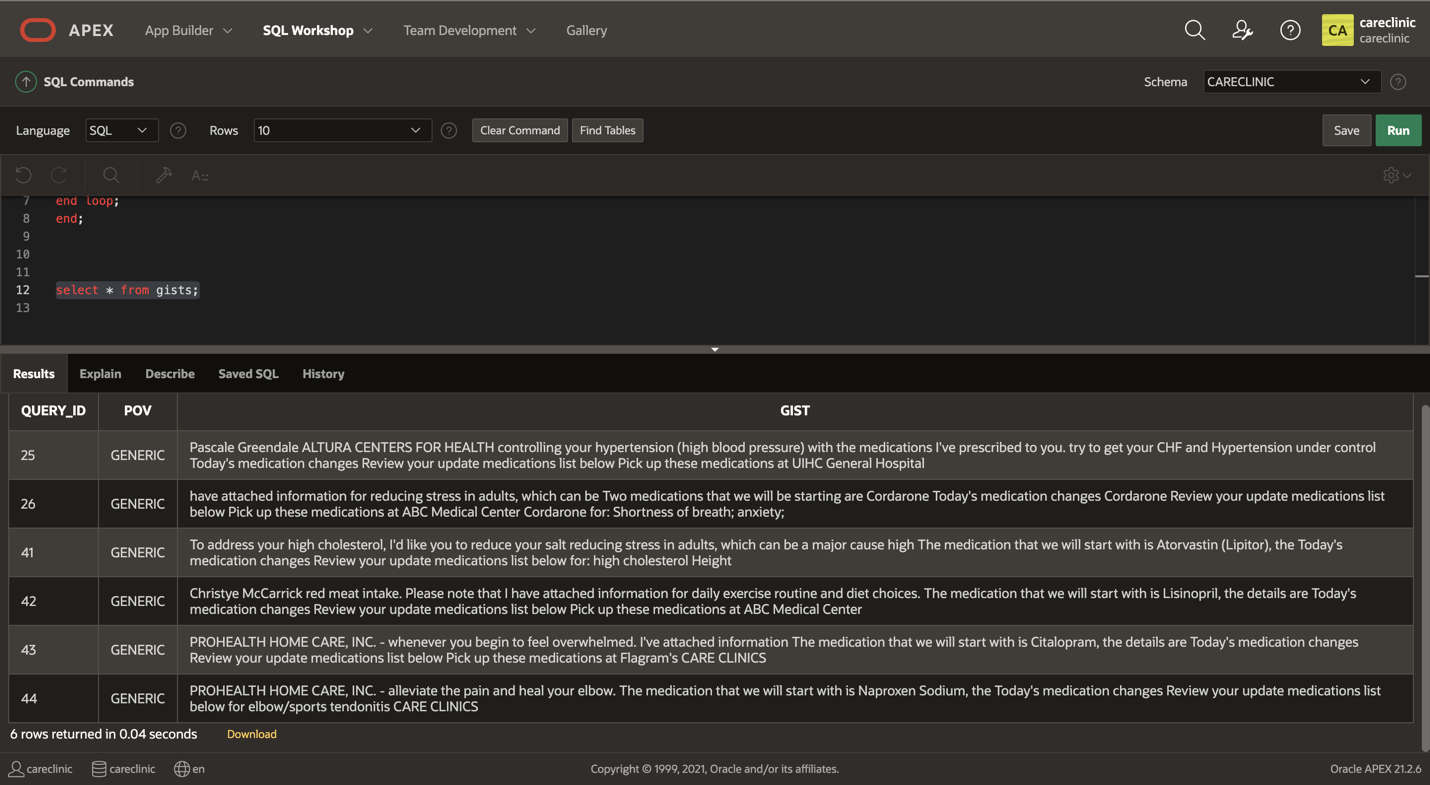 APEX App Builder SQL Workshop Team Development Gallery CA careclinic
careclinic
SQL Commands Schema CARECLINIC ?
Language SQL ? Rows 10 ? Clear Command Find Tables Save Run
A::
7 end loop;
8 end;
9
10
11
12 select * from gists;
13
Results Explain Describe Saved SQL History
QUERY_ID POV GIST
25 GENERIC Pascale Greendale ALTURA CENTERS FOR HEALTH controlling your hypertension (high blood pressure) with the medications I've prescribed to you. try to get your CHF and Hypertension under control
Today's medication changes Review your update medications list below Pick up these medications at UIHC General Hospital
26 GENERIC have attached information for reducing stress in adults, which can be Two medications that we will be starting are Cordarone Today's medication changes Cordarone Review your update medications list
below Pick up these medications at ABC Medical Center Cordarone for: Shortness of breath; anxiety;
41 GENERIC To address your high cholesterol, I'd like you to reduce your salt reducing stress in adults, which can be a major cause high The medication that we will start with is Atorvastin (Lipitor), the Today's
medication changes Review your update medications list below for: high cholesterol Height
42 GENERIC Christye McCarrick red meat intake. Please note that I have attached information for daily exercise routine and diet choices. The medication that we will start with is Lisinopril, the details are Today's
medication changes Review your update medications list below Pick up these medications at ABC Medical Center
43 GENERIC PROHEALTH HOME CARE, INC. - whenever you begin to feel overwhelmed. I've attached information The medication that we will start with is Citalopram, the details are Today's medication changes
Review your update medications list below Pick up these medications at Flagram's CARE CLINICS
44 GENERIC PROHEALTH HOME CARE, INC. - alleviate the pain and heal your elbow. The medication that we will start with is Naproxen Sodium, the Today's medication changes Review your update medications list
below for elbow/sports tendonitis CARE CLINICS
6 rows returned in 0.04 seconds Download
careclinic careclinic en Copyright © 1999, 2021, Oracle and/or its affiliates. Oracle APEX 21.2.6